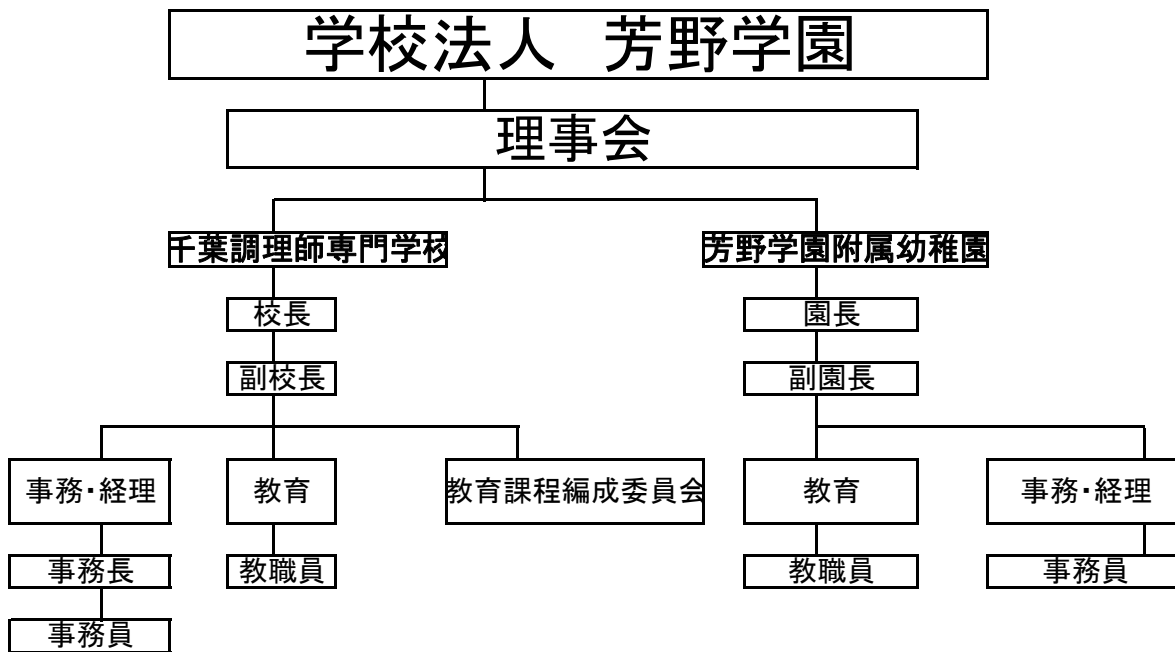 学校法人　芳野学園
理事会
千葉調理師専門学校
芳野学園附属幼稚園
校長
園長
副校長
副園長
事務・経理
教育
教育課程編成委員会
教育
事務・経理
事務長
教職員
教職員
事務員
事務員